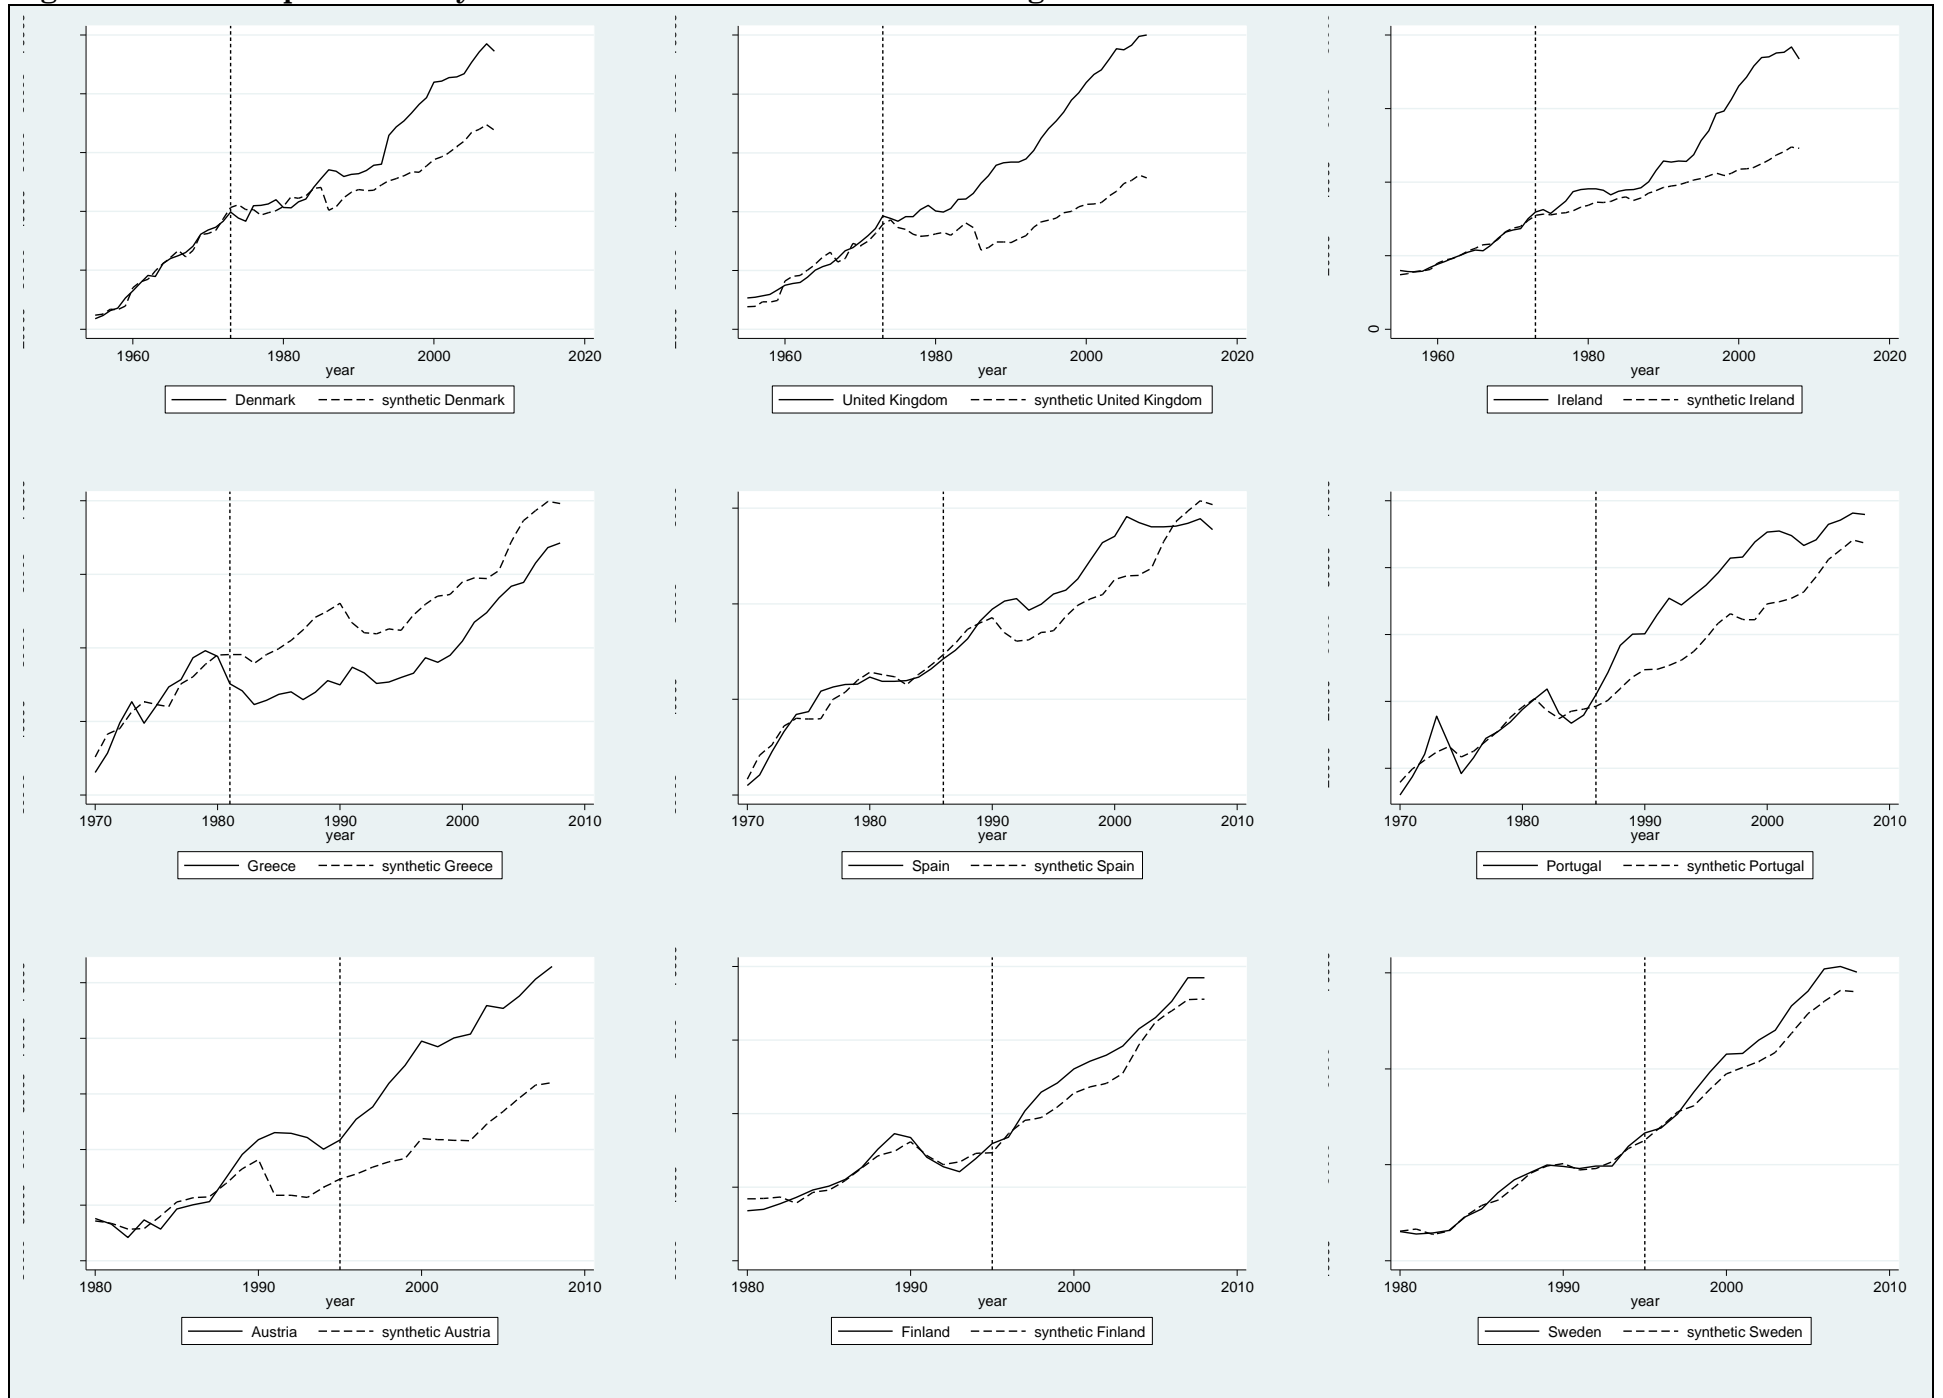 1960 1980 2000 2020
year
Denmark synthetic Denmark
1960 1980 2000 2020
year
United Kingdom synthetic United Kingdom
0
1960 1980 2000 2020
year
Ireland synthetic Ireland
1970 1980 1990 2000 2010
year
Greece synthetic Greece
1970 1980 1990 2000 2010
year
Spain synthetic Spain
1970 1980 1990 2000 2010
year
Portugal synthetic Portugal
1980 1990 2000 2010
year
Austria synthetic Austria
1980 1990 2000 2010
year
Finland synthetic Finland
1980 1990 2000 2010
year
Sweden synthetic Sweden